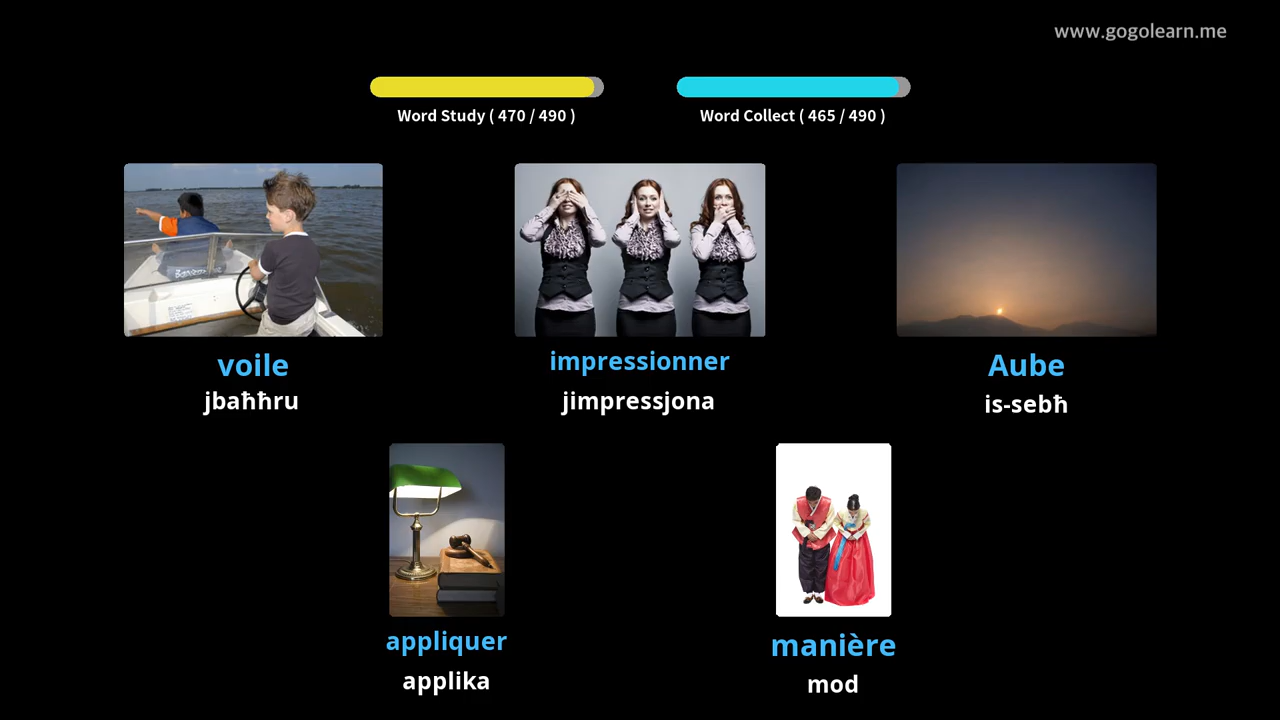 www.gogolearn.me
Word Study ( 470 / 490 )
Word Collect ( 465 / 490 )
voile
jbaħħru
impressionner
jimpressjona
Aube
is-sebħ
appliquer
applika
manière
mod